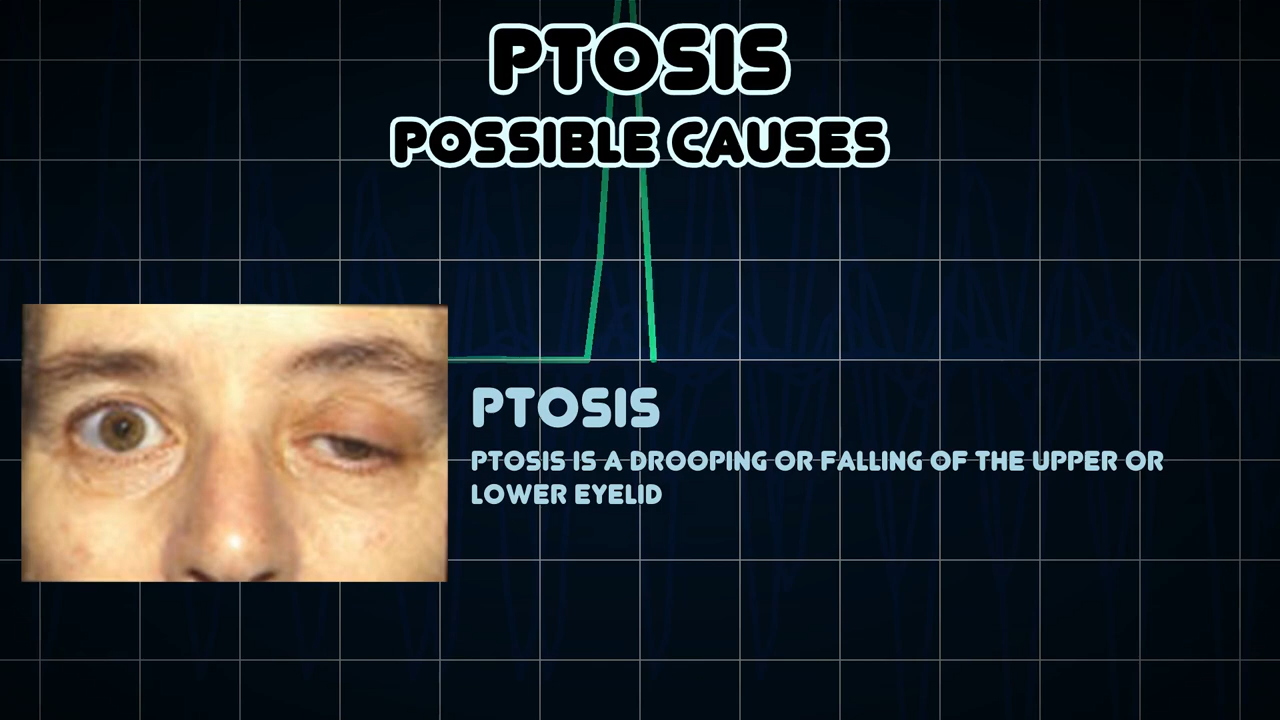 PTOSIS
POSSIBLE CAUSES
PTOSIS
PTOSIS IS A DROOPING OR FALLING OF THE UPPER OR
LOWER EYELID